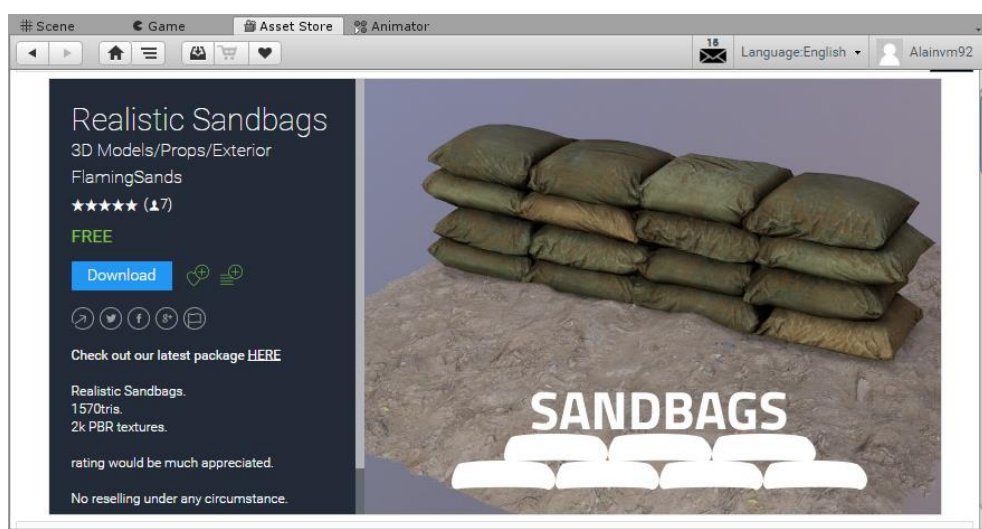 Scene Game Asset Store Animator
18 Language:English Alainvm92
Realistic Sandbags
3D Models/Props/Exterior
FlamingSands
★★★★★ (7)
FREE
Download
Check out our latest package HERE
Realistic Sandbags.
1570tris.
2k PBR textures.
rating would be much appreciated.
No reselling under any circumstance.
SANDBAGS